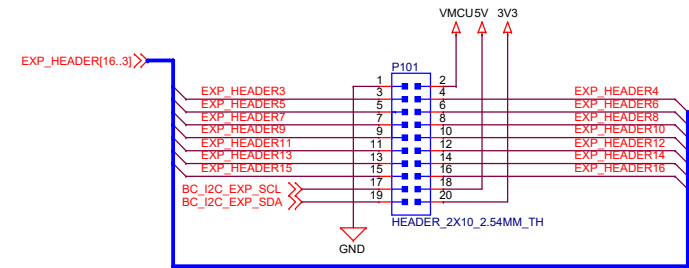 VMCU 5V 3V3
EXP_HEADER[16..3]
P101
1 2
EXP_HEADER3 3 4 EXP_HEADER4
EXP_HEADER5 5 6 EXP_HEADER6
EXP_HEADER7 7 8 EXP_HEADER8
EXP_HEADER9 9 10 EXP_HEADER10
EXP_HEADER11 11 12 EXP_HEADER12
EXP_HEADER13 13 14 EXP_HEADER14
EXP_HEADER15 15 16 EXP_HEADER16
BC_I2C_EXP_SCL 17 18
BC_I2C_EXP_SDA 19 20
HEADER_2X10_2.54MM_TH
GND